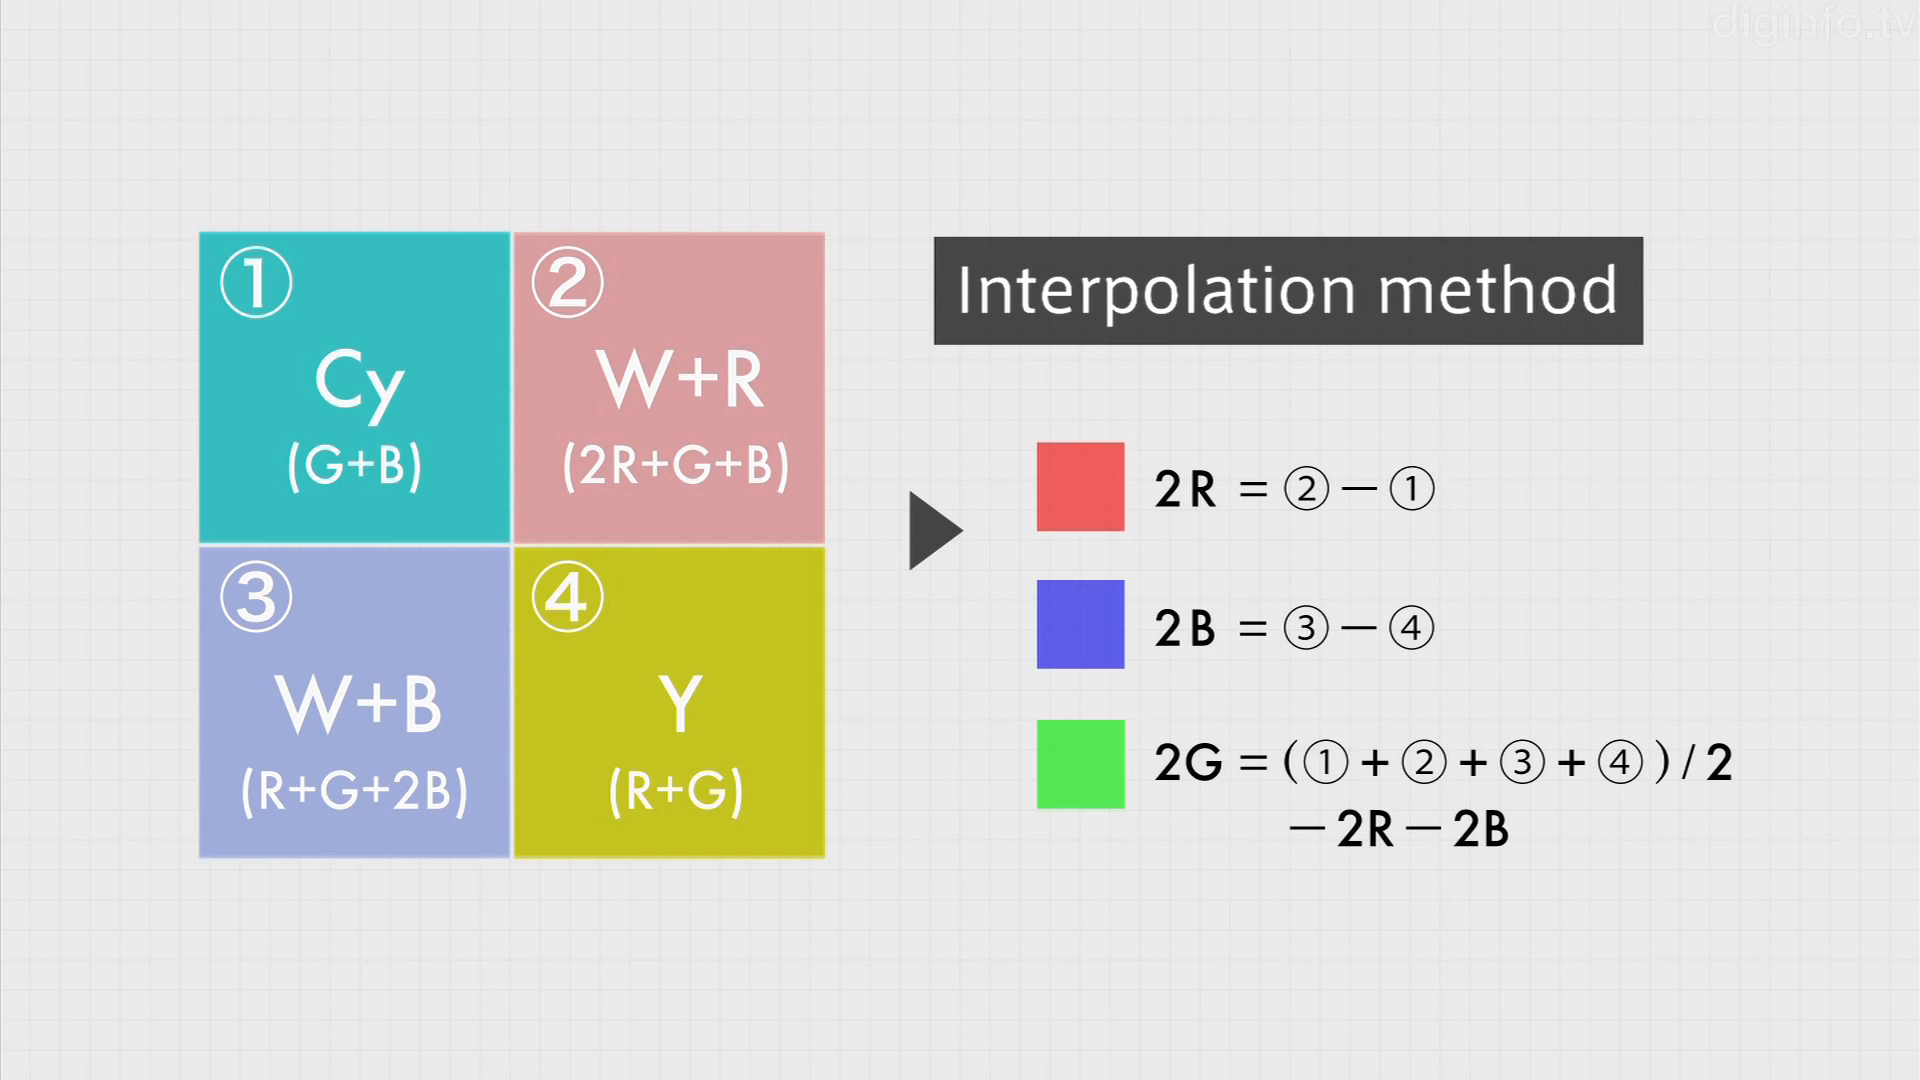 diginfo.tv
①
Cy
(G+B)
②
W+R
(2R+G+B)
③
W+B
(R+G+2B)
④
Y
(R+G)
Interpolation method
2R = ②－①
2B = ③－④
2G = (①+②+③+④)/2
－2R－2B